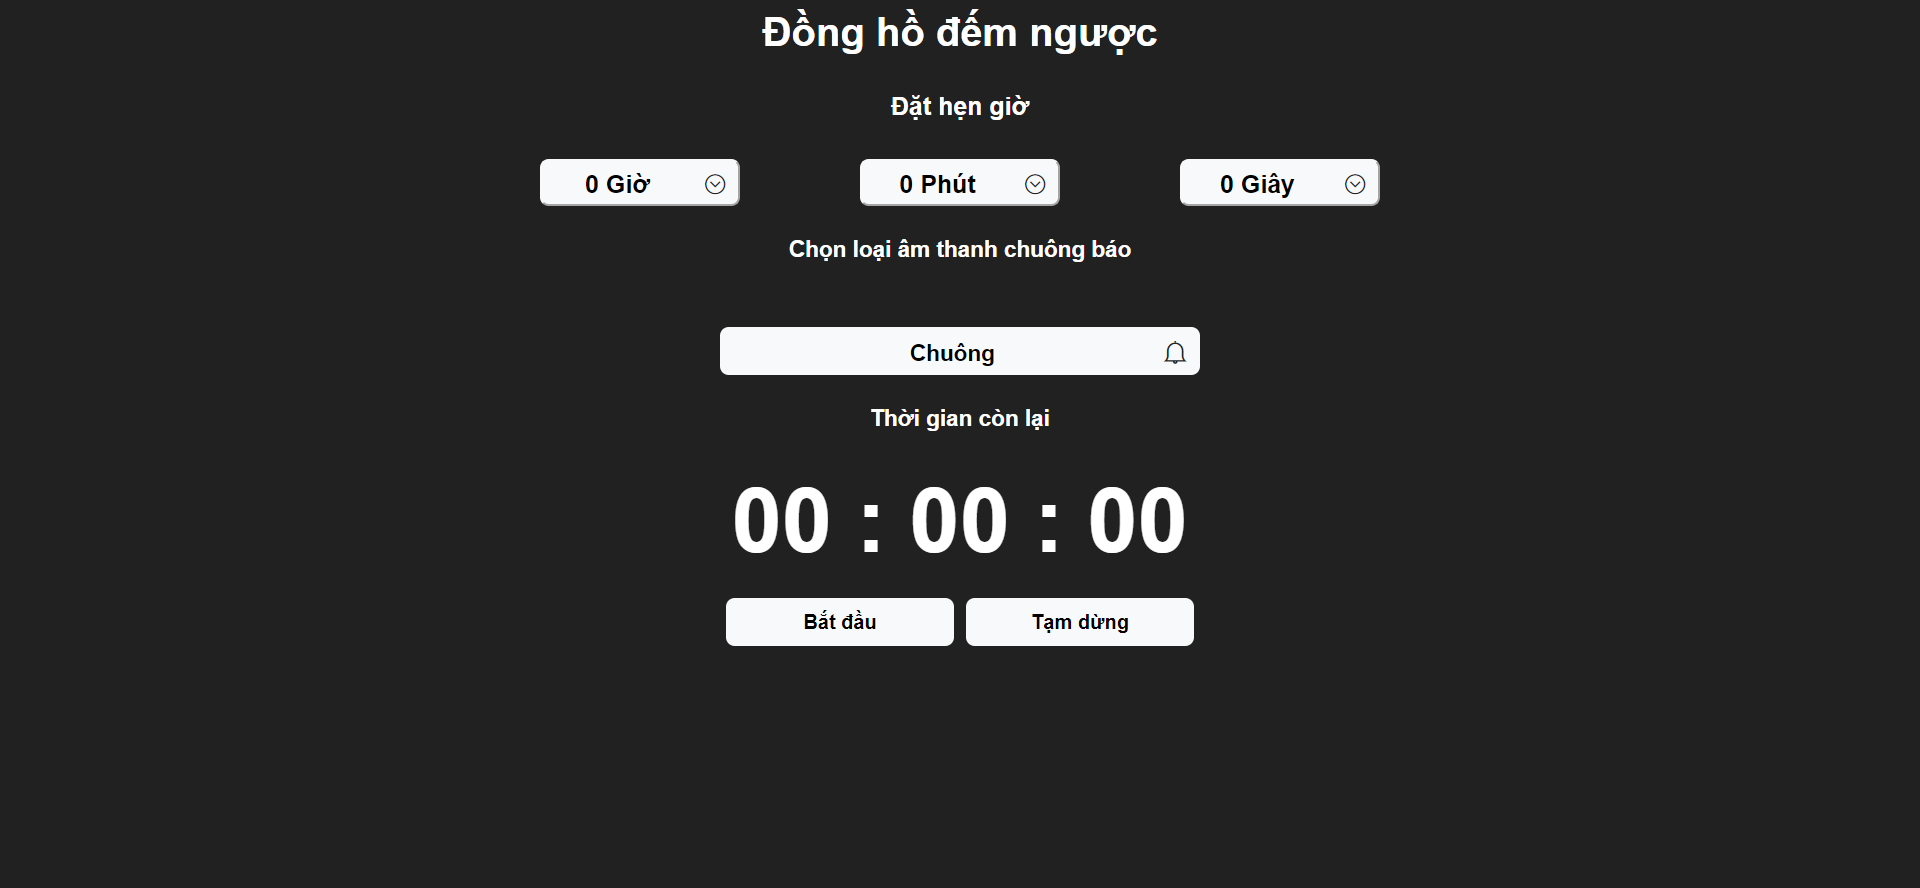 Đồng hồ đếm ngược
Đặt hẹn giờ
0 Giờ 0 Phút 0 Giây
Chọn loại âm thanh chuông báo
Chuông
Thời gian còn lại
00 : 00 : 00
Bắt đầu Tạm dừng